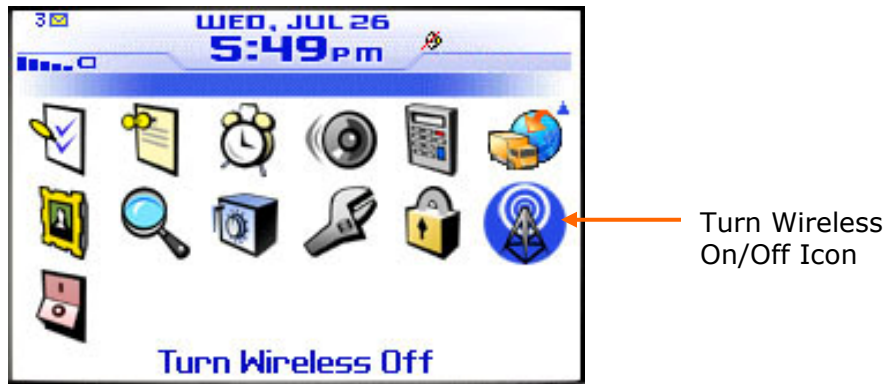 3
WED, JUL 26
5:49PM
Turn Wireless
On/Off Icon
Turn Wireless Off